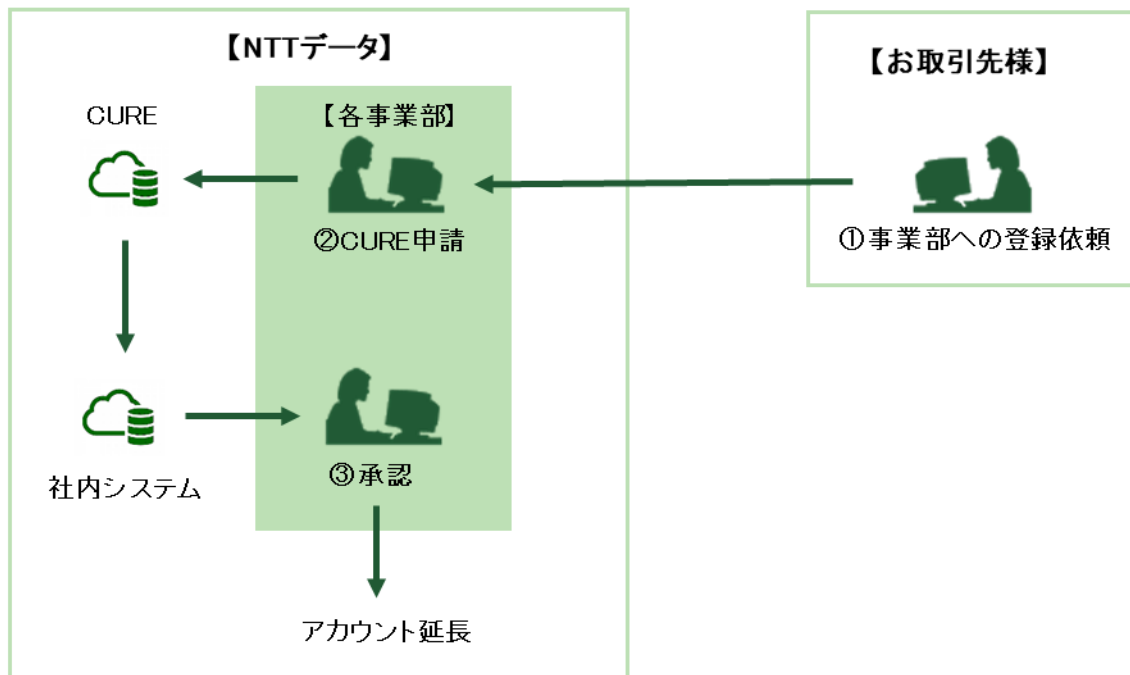 【NTTデータ】
【お取引先様】
CURE
【各事業部】
②CURE申請
①事業部への登録依頼
③承認
社内システム
アカウント延長